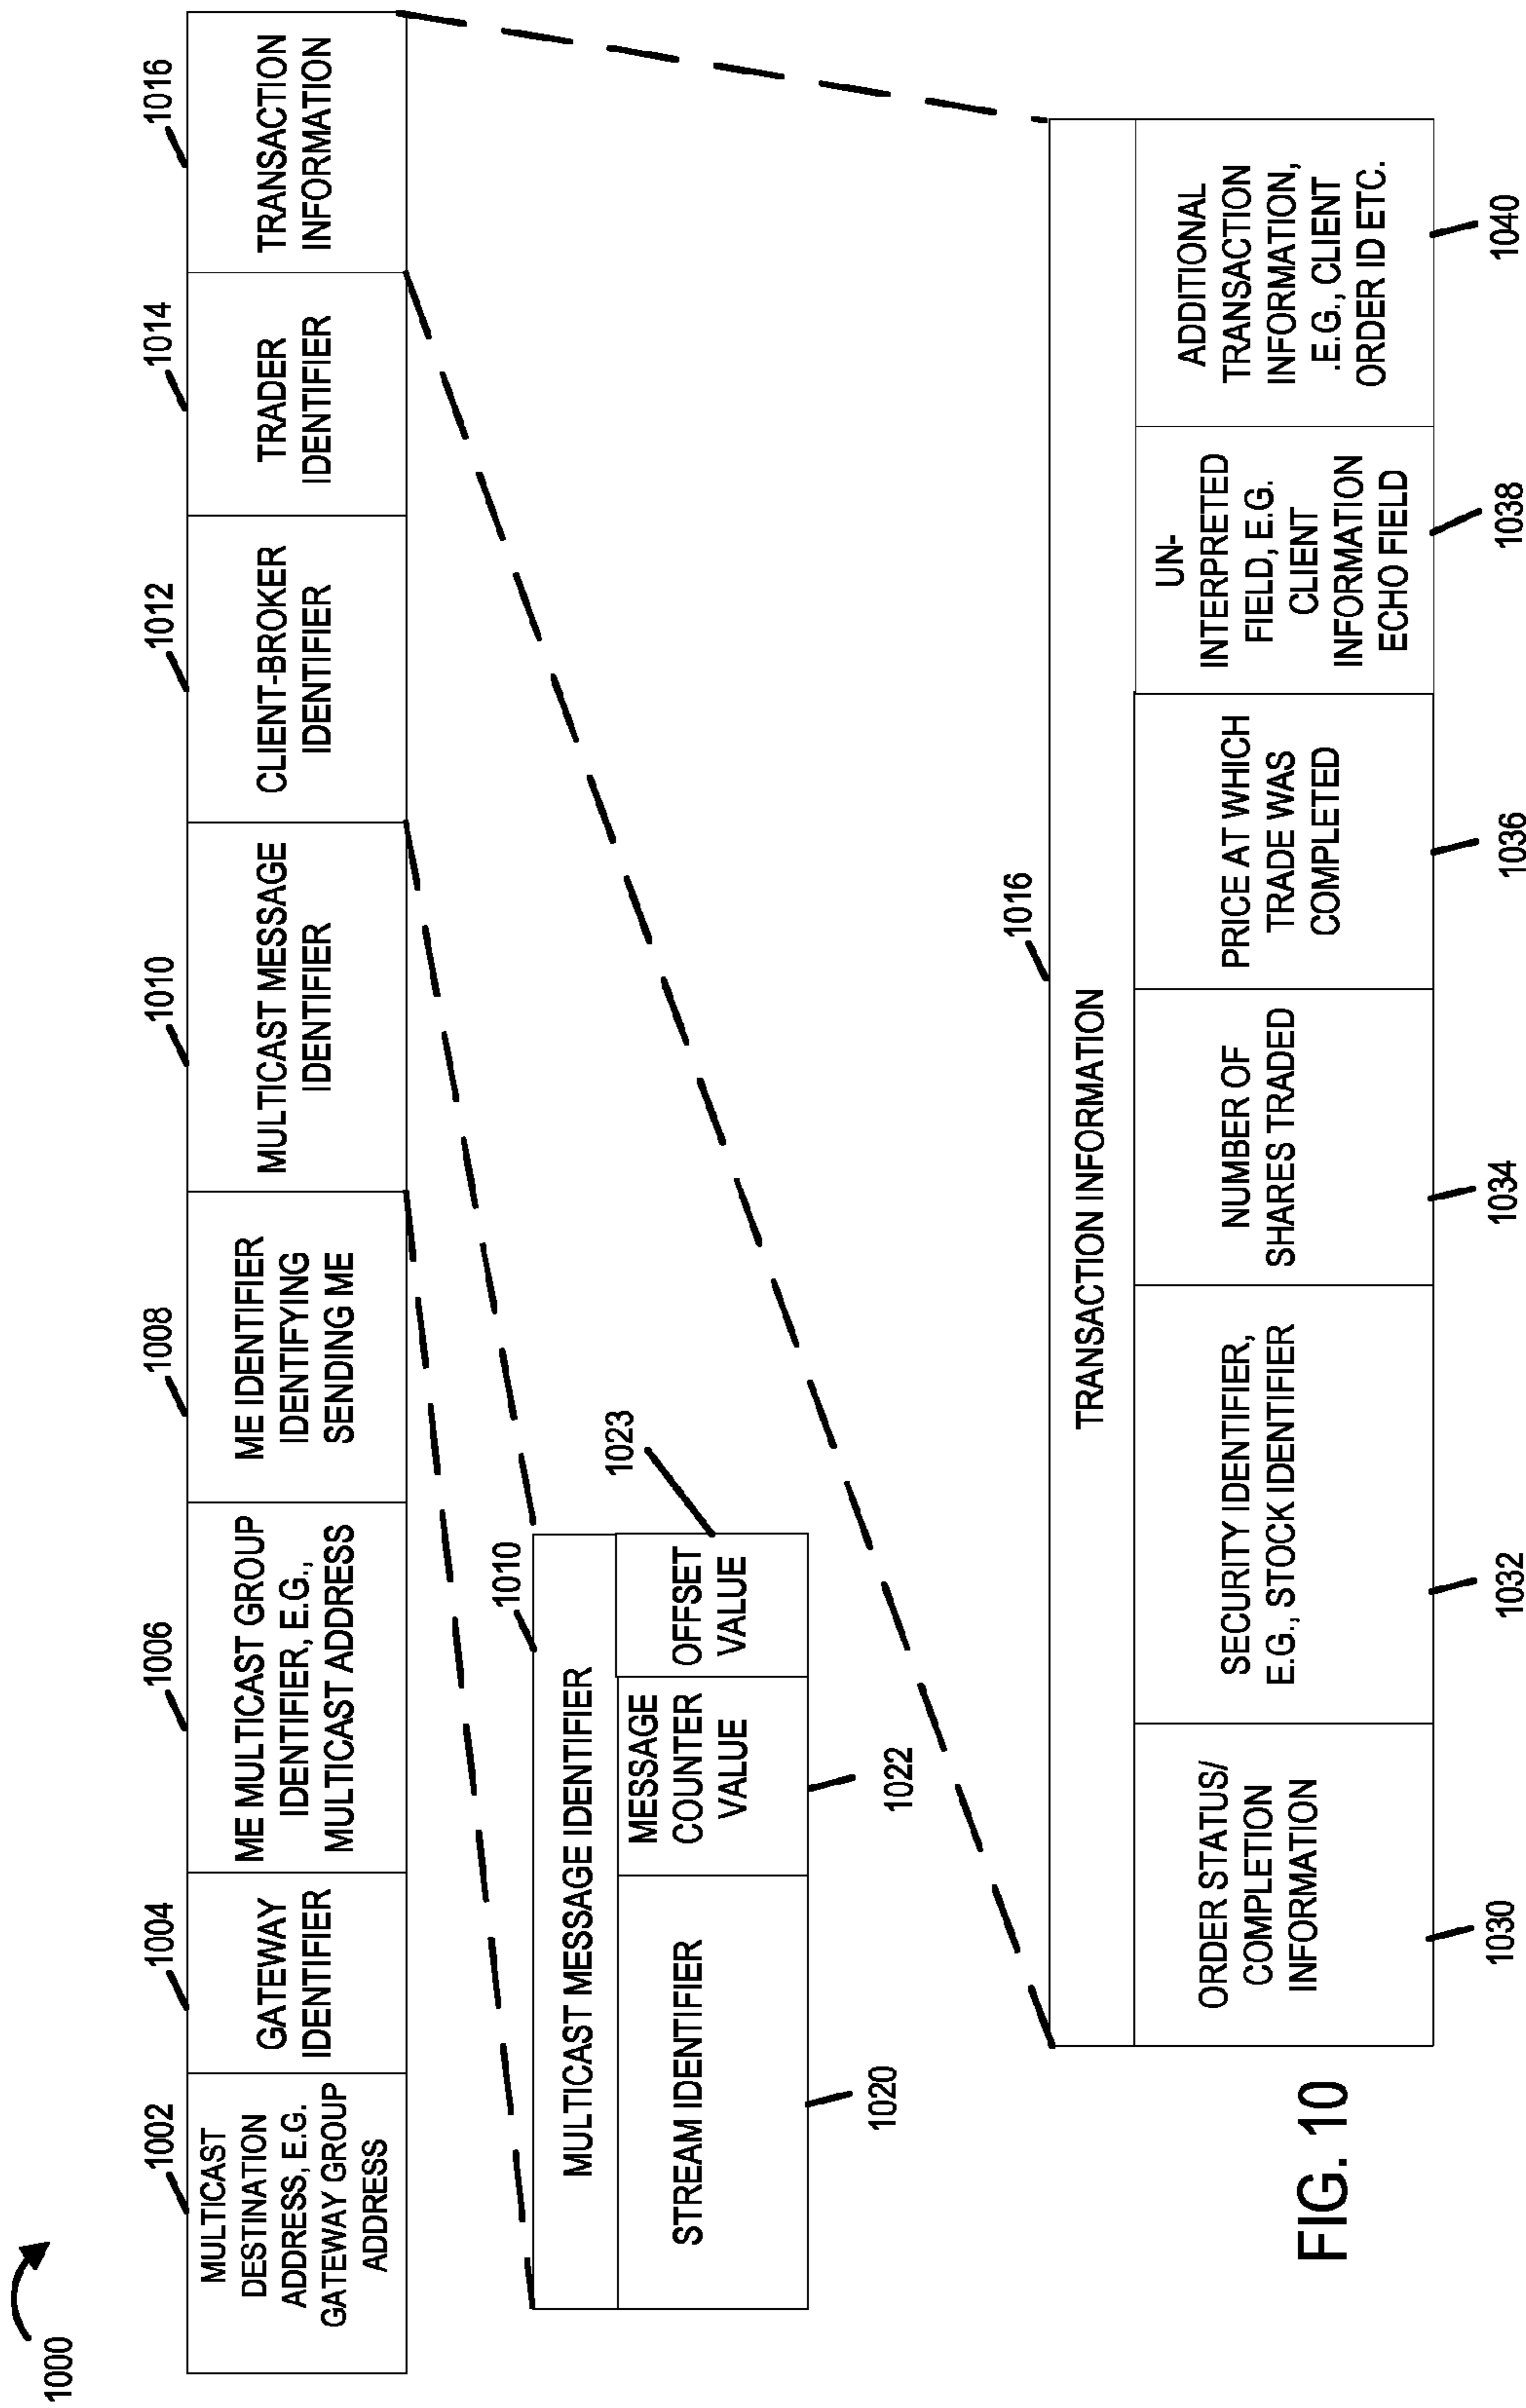 1000
1002
1004
1006
1008
1010
1012
1014
1016
MULTICAST
DESTINATION
ADDRESS, E.G.
GATEWAY GROUP
ADDRESS
GATEWAY
IDENTIFIER
ME MULTICAST GROUP
IDENTIFIER, E.G.,
MULTICAST ADDRESS
ME IDENTIFIER
IDENTIFYING
SENDING ME
MULTICAST MESSAGE
IDENTIFIER
CLIENT-BROKER
IDENTIFIER
TRADER
IDENTIFIER
TRANSACTION
INFORMATION
1010
MULTICAST MESSAGE IDENTIFIER
1023
STREAM IDENTIFIER
MESSAGE
COUNTER
VALUE
OFFSET
VALUE
1020
1022
1016
TRANSACTION INFORMATION
ORDER STATUS/
COMPLETION
INFORMATION
SECURITY IDENTIFIER,
E.G., STOCK IDENTIFIER
NUMBER OF
SHARES TRADED
PRICE AT WHICH
TRADE WAS
COMPLETED
UN-
INTERPRETED
FIELD, E.G.
CLIENT
INFORMATION
ECHO FIELD
ADDITIONAL
TRANSACTION
INFORMATION,
.E.G., CLIENT
ORDER ID ETC.
1030
1032
1034
1036
1038
1040
FIG. 10